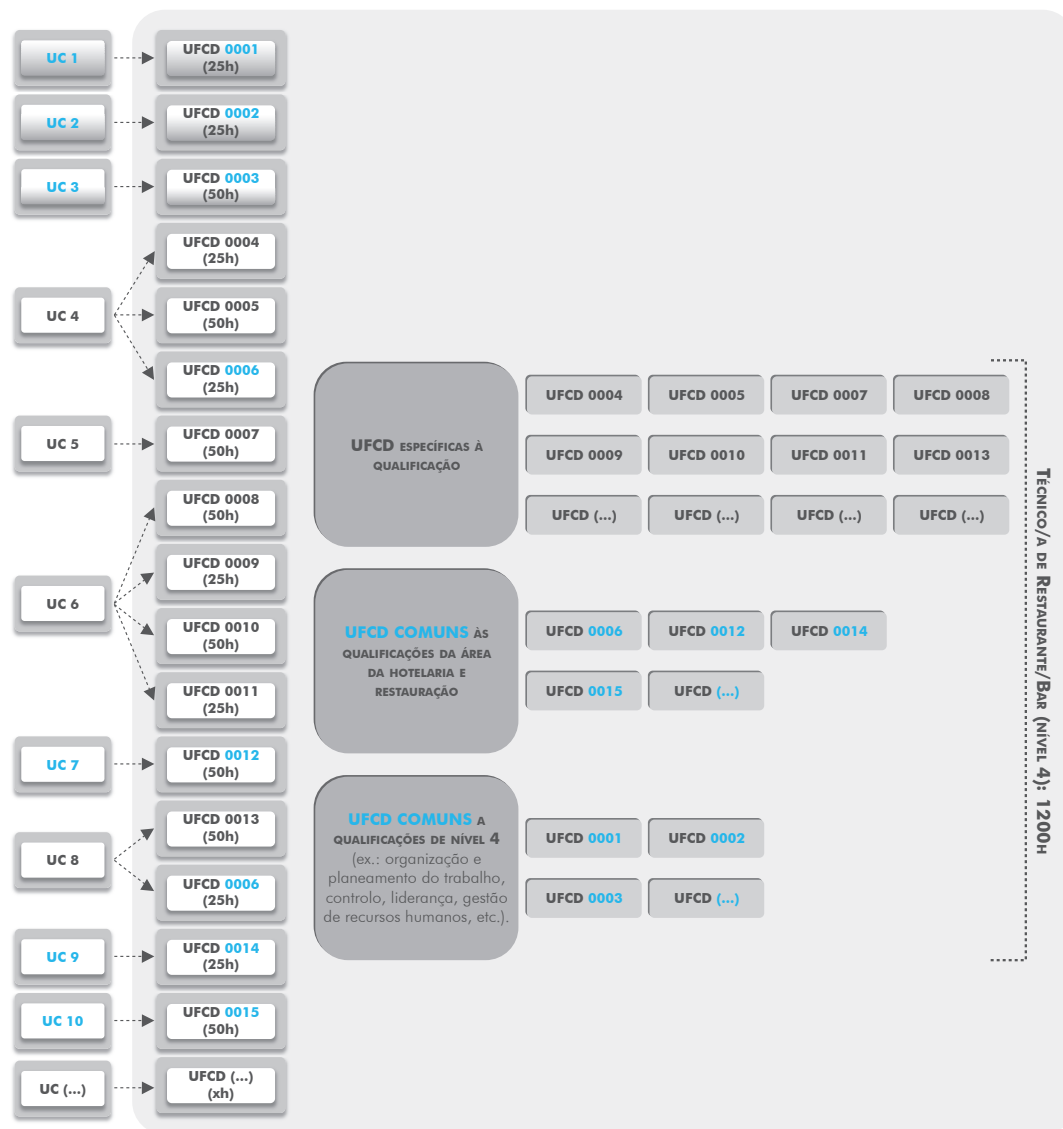 UC 1
UFCD 0001
(25h)
UC 2
UFCD 0002
(25h)
UC 3
UFCD 0003
(50h)
UC 4
UFCD 0004
(25h)
UFCD 0005
(50h)
UFCD 0006
(25h)
UC 5
UFCD 0007
(50h)
UC 6
UFCD 0008
(50h)
UFCD 0009
(25h)
UFCD 0010
(50h)
UFCD 0011
(25h)
UC 7
UFCD 0012
(50h)
UC 8
UFCD 0013
(50h)
UFCD 0006
(25h)
UC 9
UFCD 0014
(25h)
UC 10
UFCD 0015
(50h)
UC (...)
UFCD (...)
(xh)
UFCD ESPECÍFICAS À
QUALIFICAÇÃO
UFCD 0004
UFCD 0005
UFCD 0007
UFCD 0008
UFCD 0009
UFCD 0010
UFCD 0011
UFCD 0013
UFCD (...)
UFCD (...)
UFCD (...)
UFCD (...)
UFCD COMUNS ÀS
QUALIFICAÇÕES DA ÁREA
DA HOTELARIA E
RESTAURAÇÃO
UFCD 0006
UFCD 0012
UFCD 0014
UFCD 0015
UFCD (...)
UFCD COMUNS A
QUALIFICAÇÕES DE NÍVEL 4
(ex.: organização e
planeamento do trabalho,
controlo, liderança, gestão
de recursos humanos, etc.).
UFCD 0001
UFCD 0002
UFCD 0003
UFCD (...)
TÉCNICO/A DE RESTAURANTE/BAR (NÍVEL 4): 1200H